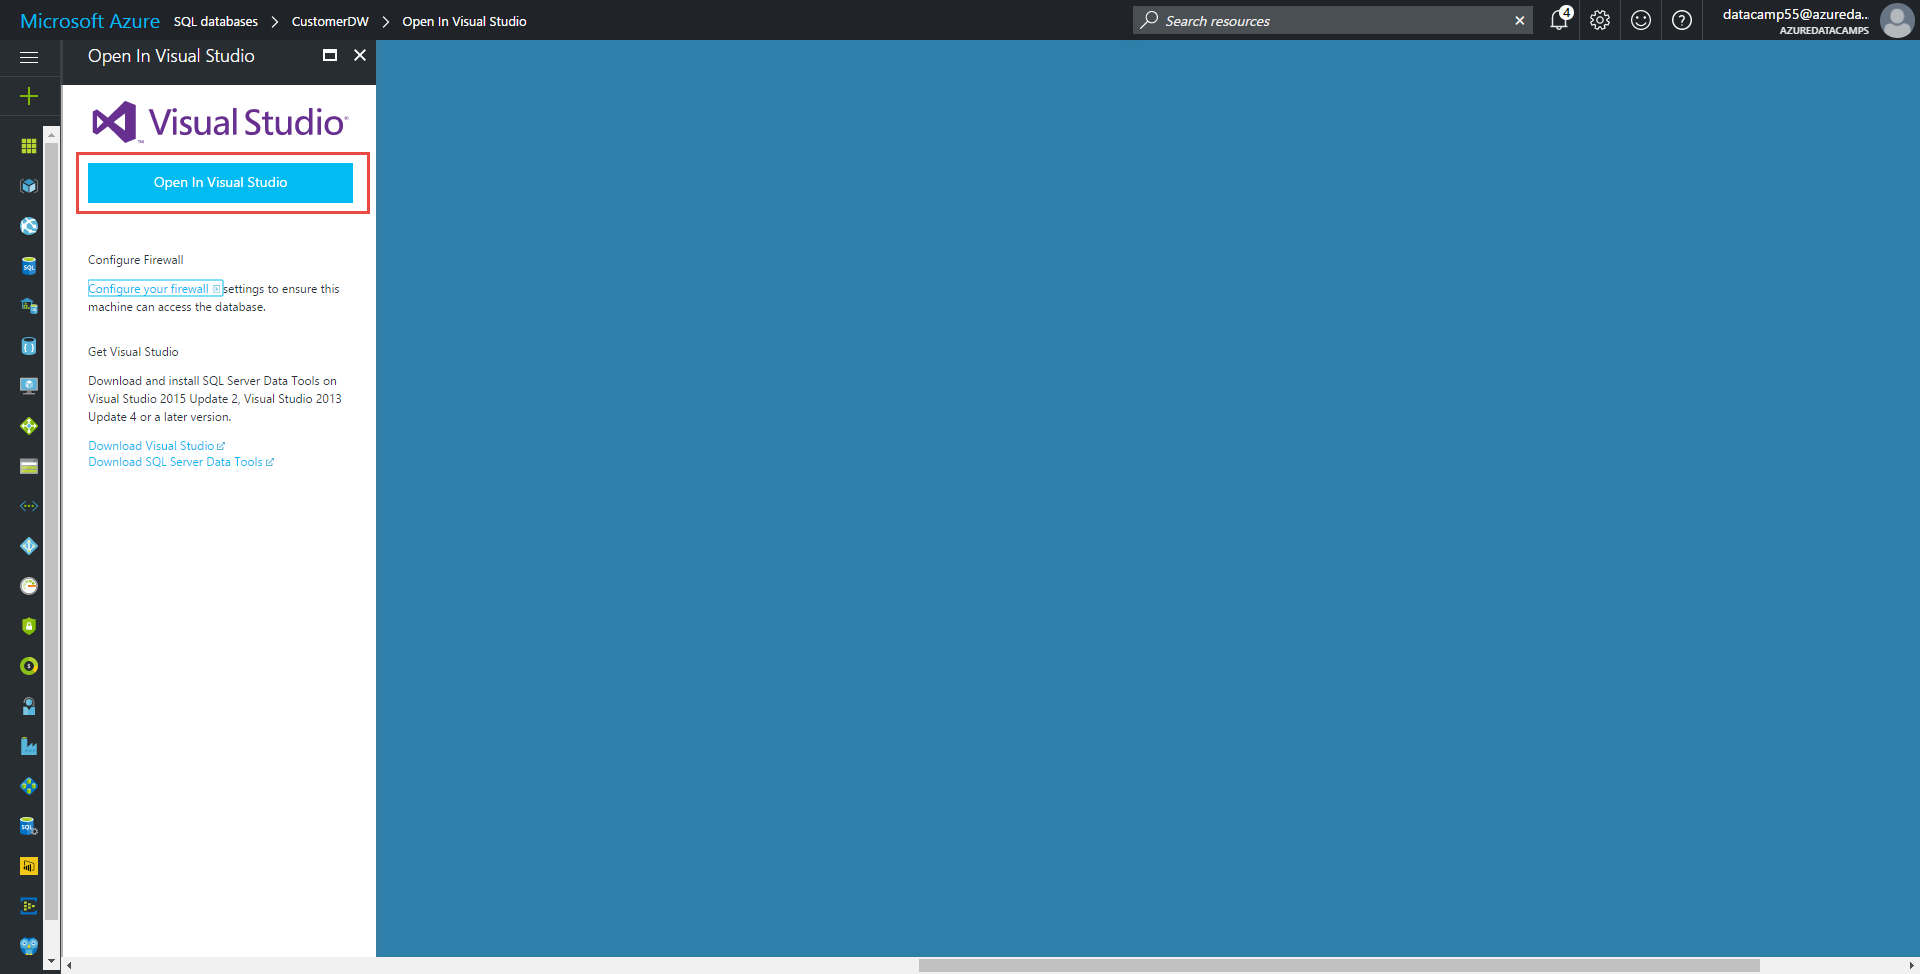 Microsoft Azure SQL databases > CustomerDW > Open In Visual Studio
Search resources
4
datacamp55@azureda...
AZUREDATACAMPS
Open In Visual Studio
Visual Studio
Open In Visual Studio
Configure Firewall
Configure your firewall settings to ensure this
machine can access the database.
Get Visual Studio
Download and install SQL Server Data Tools on
Visual Studio 2015 Update 2, Visual Studio 2013
Update 4 or a later version.
Download Visual Studio
Download SQL Server Data Tools
SQL
SQL